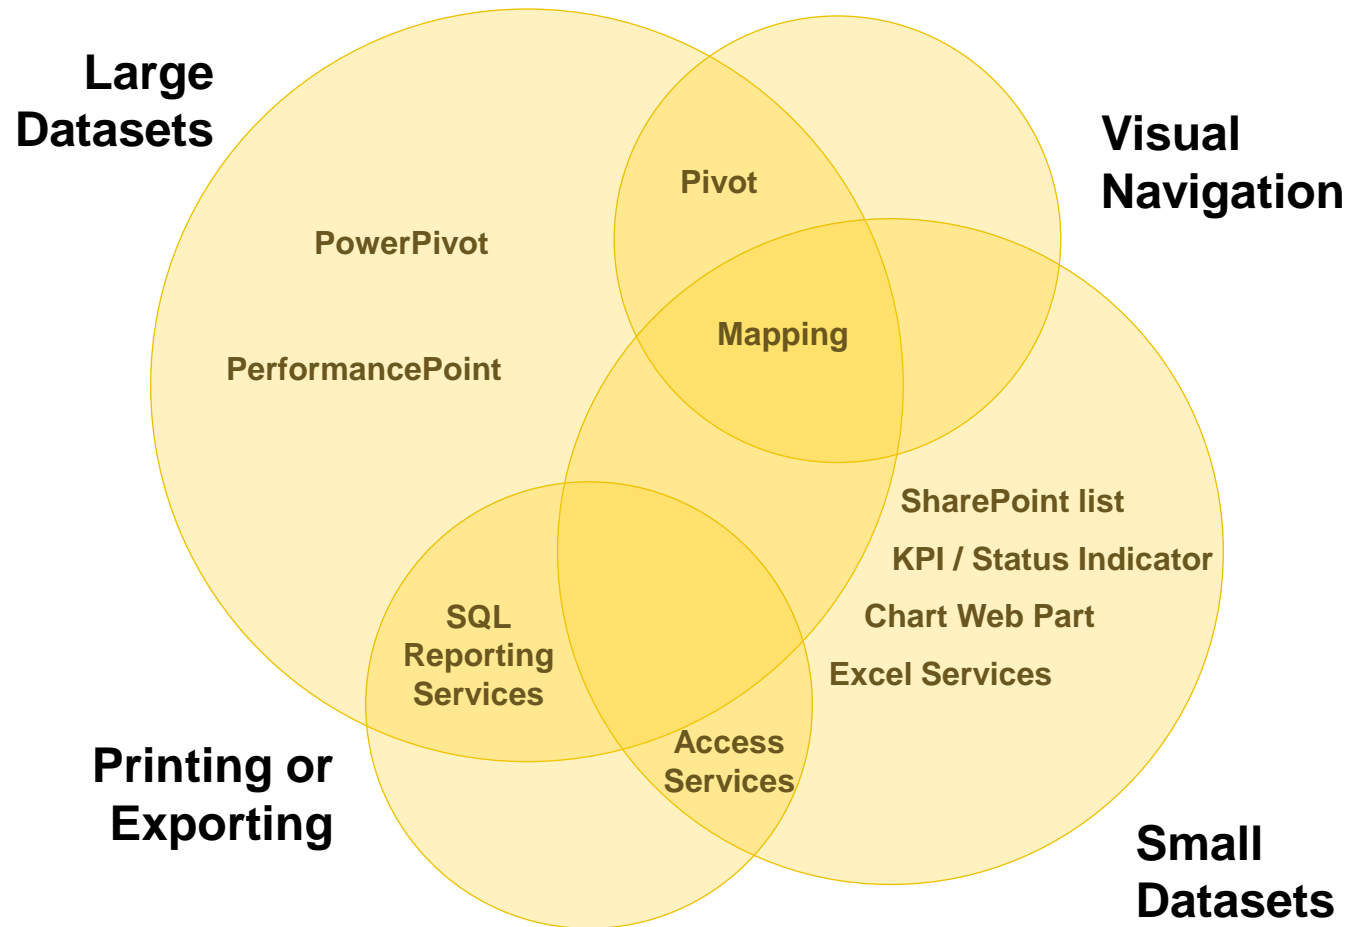 Large
Datasets
Visual
Navigation
Pivot
PowerPivot
Mapping
PerformancePoint
SharePoint list
KPI / Status Indicator
Chart Web Part
Excel Services
SQL
Reporting
Services
Access
Services
Printing or
Exporting
Small
Datasets